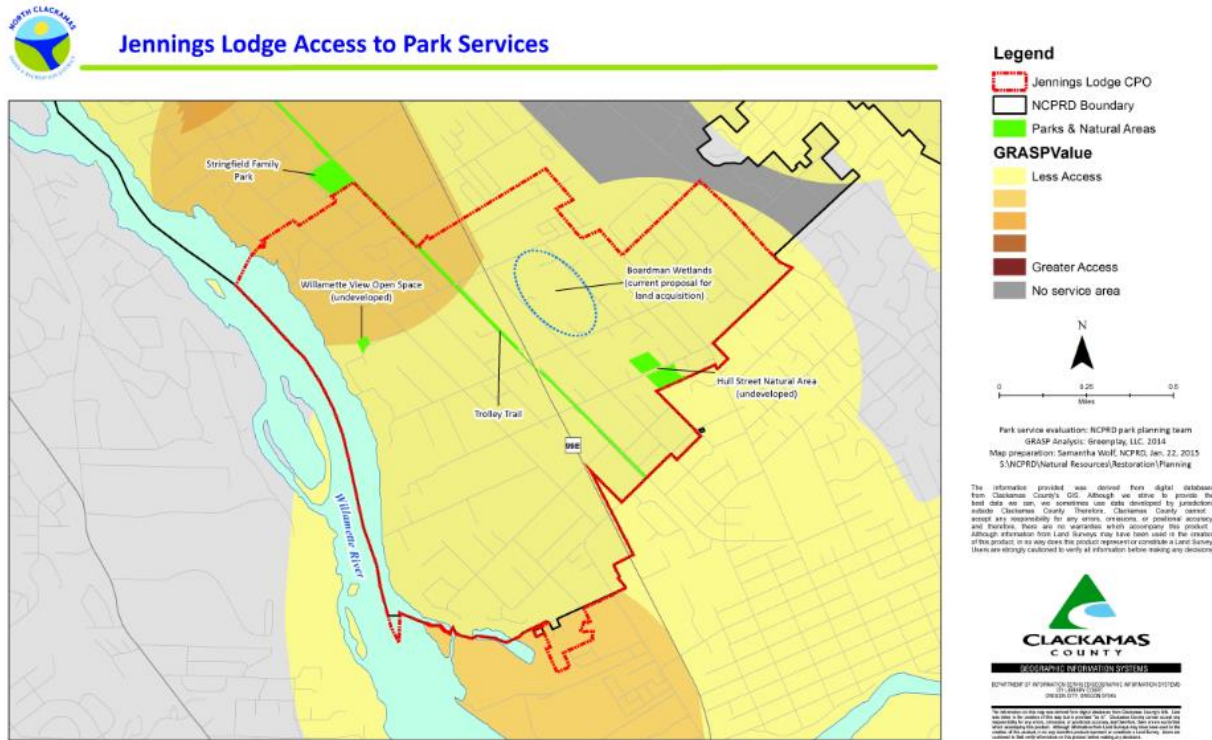 NORTH CLACKAMAS
PARKS & RECREATION DISTRICT
Jennings Lodge Access to Park Services
Stringfield Family
Park
Willamette View Open Space
(undeveloped)
Boardman Wetlands
(current proposal for
land acquisition)
Hull Street Natural Area
(undeveloped)
Trolley Trail
99E
Willamette River
Legend
Jennings Lodge CPO
NCPRD Boundary
Parks & Natural Areas
GRASPValue
Less Access
Greater Access
No service area
N
0 0.25 0.5
Miles
Park service evaluation: NCPRD park planning team
GRASP Analysis: Greenplay, LLC. 2014
Map preparation: Samantha Wolf, NCPRD, Jan. 22, 2015
S:\NCPRD\Natural Resources\Restoration\Planning
The information provided was derived from digital databases
from Clackamas County's GIS. Although we strive to provide the
best data we can, we sometimes use data developed by jurisdictions
outside Clackamas County. Therefore, Clackamas County cannot
accept any responsibility for any errors, omissions, or positional accuracy,
and therefore, there are no warranties which accompany this product.
Although information from Land Surveys may have been used in the creation
of this product, in no way does this product represent or constitute a Land Survey.
Users are strongly cautioned to verify all information before making any decisions.
CLACKAMAS
COUNTY
GEOGRAPHIC INFORMATION SYSTEMS
OREGON CITY, OREGON 97045